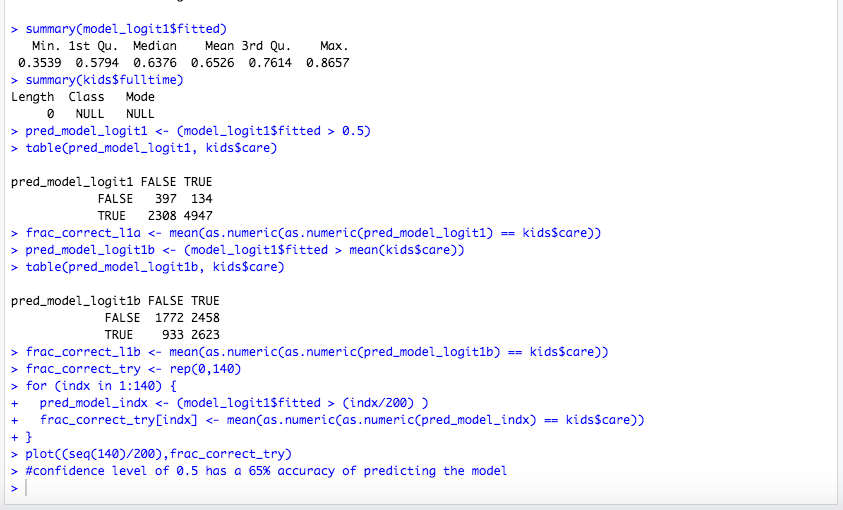 > summary(model_logit1$fitted)
   Min. 1st Qu.  Median    Mean 3rd Qu.    Max.
 0.3539  0.5794  0.6376  0.6526  0.7614  0.8657
> summary(kids$fulltime)
Length  Class   Mode
     0   NULL   NULL
> pred_model_logit1 <- (model_logit1$fitted > 0.5)
> table(pred_model_logit1, kids$care)

pred_model_logit1 FALSE TRUE
            FALSE   397  134
            TRUE   2308 4947
> frac_correct_l1a <- mean(as.numeric(as.numeric(pred_model_logit1) == kids$care))
> pred_model_logit1b <- (model_logit1$fitted > mean(kids$care))
> table(pred_model_logit1b, kids$care)

pred_model_logit1b FALSE TRUE
             FALSE  1772 2458
             TRUE    933 2623
> frac_correct_l1b <- mean(as.numeric(as.numeric(pred_model_logit1b) == kids$care))
> frac_correct_try <- rep(0,140)
> for (indx in 1:140) {
+   pred_model_indx <- (model_logit1$fitted > (indx/200) )
+   frac_correct_try[indx] <- mean(as.numeric(as.numeric(pred_model_indx) == kids$care))
+ }
> plot((seq(140)/200),frac_correct_try)
> #confidence level of 0.5 has a 65% accuracy of predicting the model
>